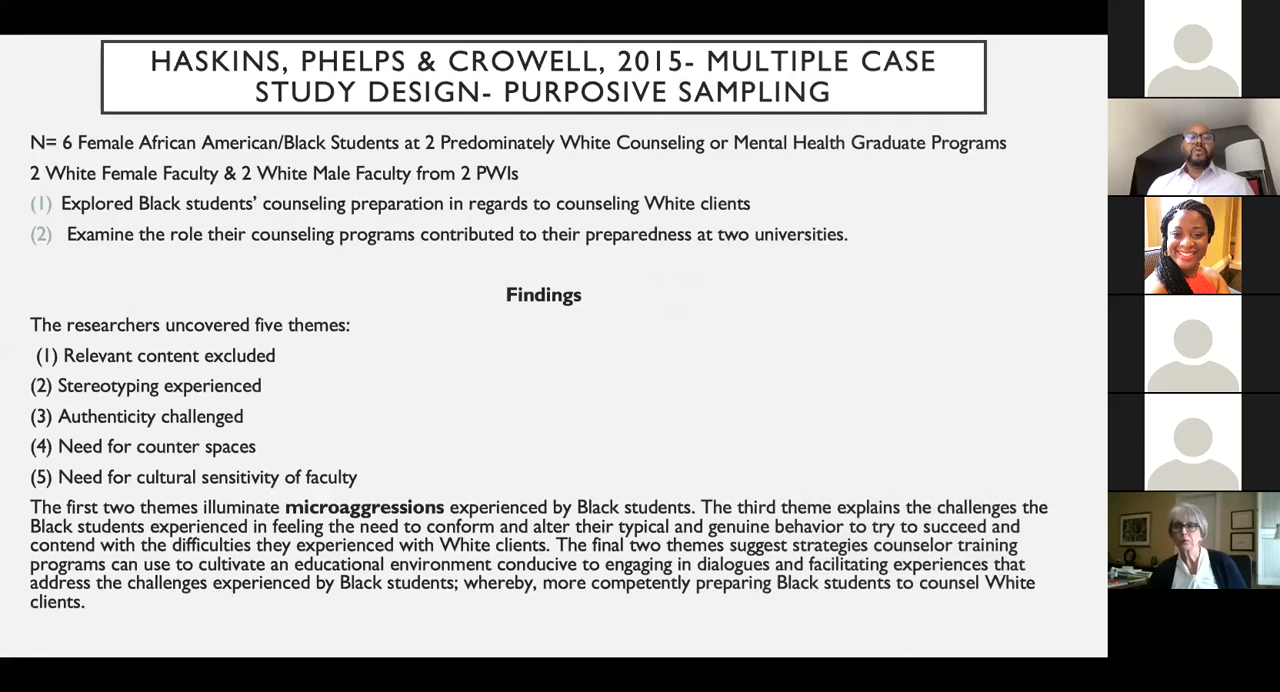 HASKINS, PHELPS & CROWELL, 2015- MULTIPLE CASE
STUDY DESIGN- PURPOSIVE SAMPLING
N= 6 Female African American/Black Students at 2 Predominately White Counseling or Mental Health Graduate Programs
2 White Female Faculty & 2 White Male Faculty from 2 PWIs
(1) Explored Black students' counseling preparation in regards to counseling White clients
(2) Examine the role their counseling programs contributed to their preparedness at two universities.
Findings
The researchers uncovered five themes:
(1) Relevant content excluded
(2) Stereotyping experienced
(3) Authenticity challenged
(4) Need for counter spaces
(5) Need for cultural sensitivity of faculty
The first two themes illuminate microaggressions experienced by Black students. The third theme explains the challenges the
Black students experienced in feeling the need to conform and alter their typical and genuine behavior to try to succeed and
contend with the difficulties they experienced with White clients. The final two themes suggest strategies counselor training
programs can use to cultivate an educational environment conducive to engaging in dialogues and facilitating experiences that
address the challenges experienced by Black students; whereby, more competently preparing Black students to counsel White
clients.